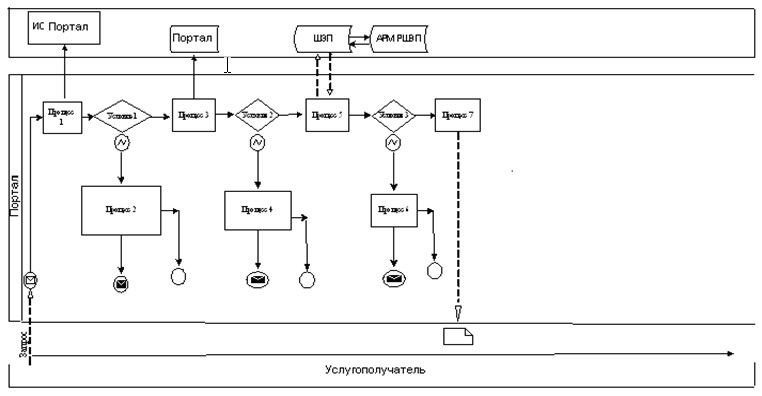 ИС Портал
Портал
ШЭП
АРМ РШЭП
Процесс 1
Условие 1
Процесс 3
Условие 2
Процесс 5
Условие 3
Процесс 7
Процесс 2
Процесс 4
Процесс 6
Портал
Запрос
Услугополучатель